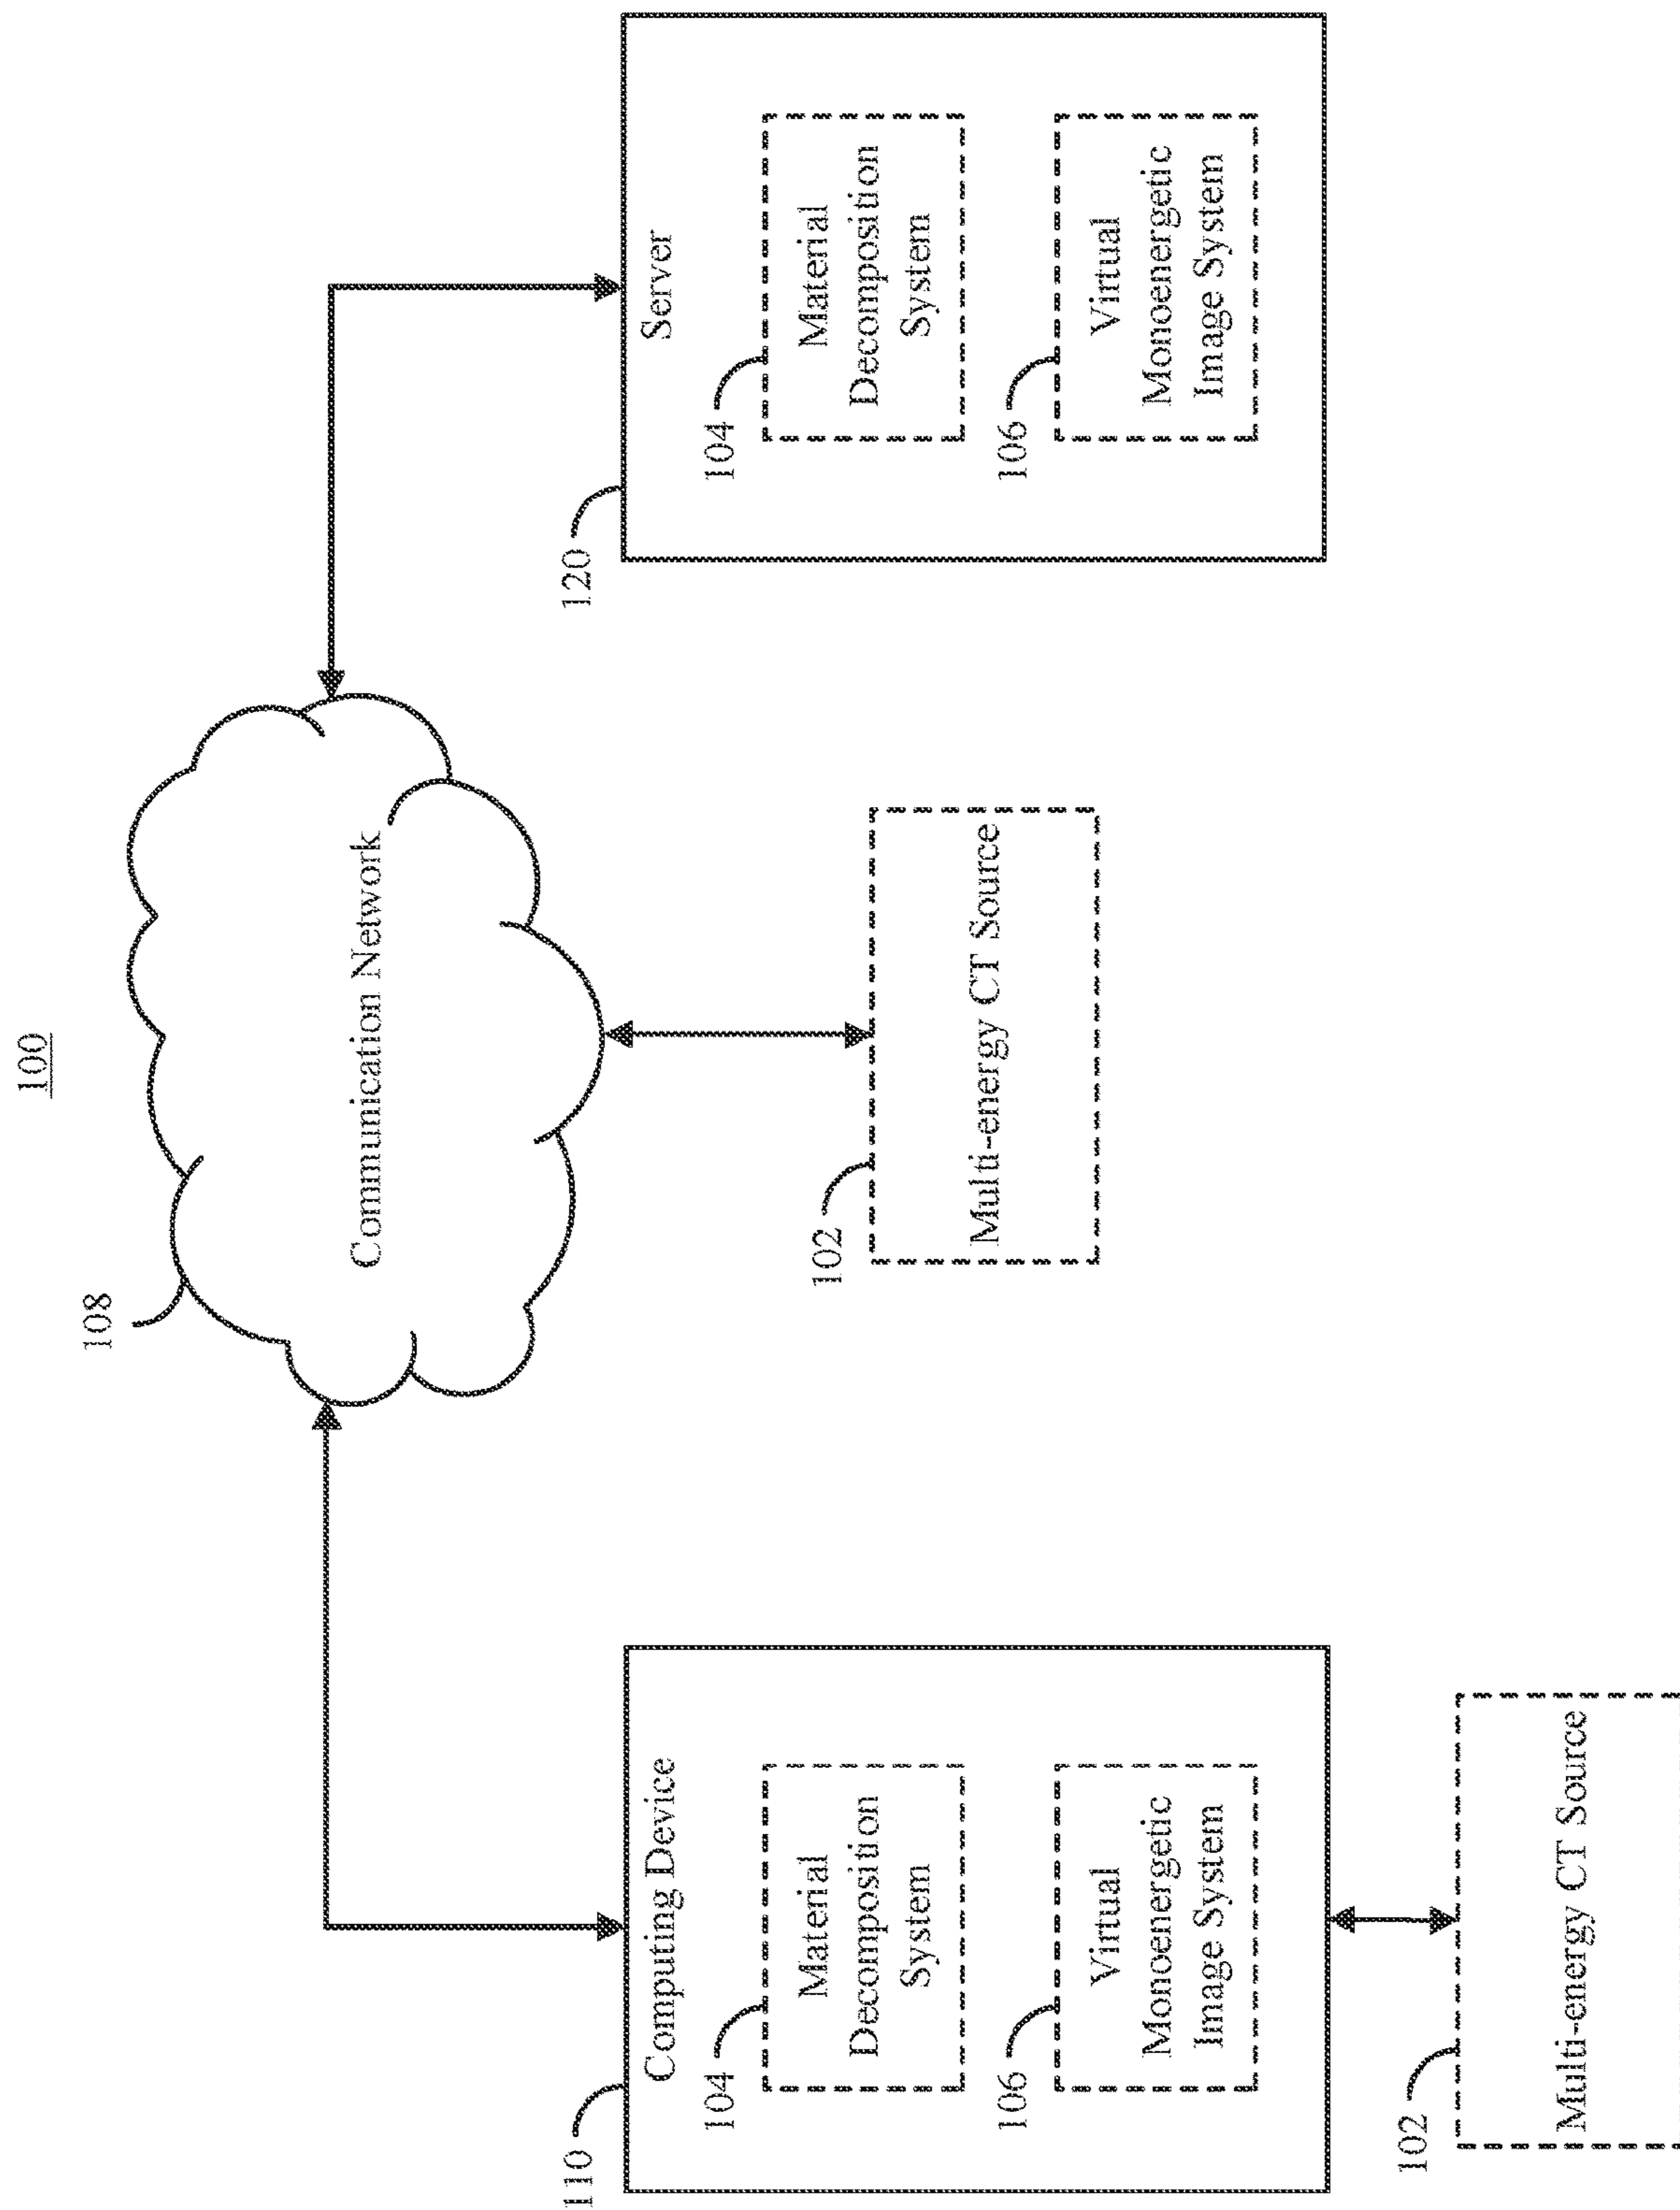 100
108
Communication Network
110
Computing Device
104
Material
Decomposition
System
106
Virtual
Monoenergetic
Image System
102
Multi-energy CT Source
102
Multi-energy CT Source
120
Server
104
Material
Decomposition
System
106
Virtual
Monoenergetic
Image System